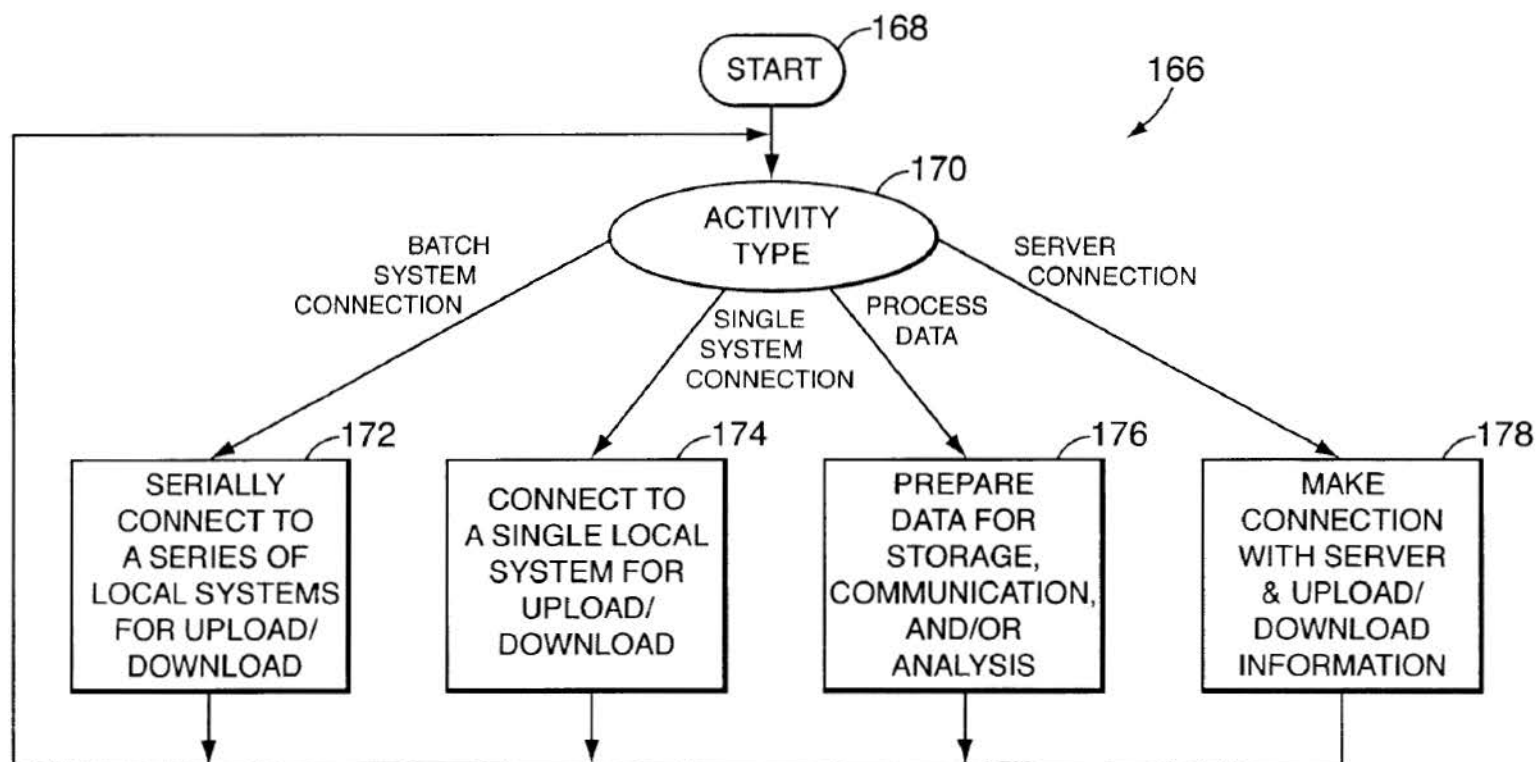 168
START
166
170
ACTIVITY
TYPE
BATCH
SYSTEM
CONNECTION
SINGLE
SYSTEM
CONNECTION
PROCESS
DATA
SERVER
CONNECTION
172
SERIALLY
CONNECT TO
A SERIES OF
LOCAL SYSTEMS
FOR UPLOAD/
DOWNLOAD
174
CONNECT TO
A SINGLE LOCAL
SYSTEM FOR
UPLOAD/
DOWNLOAD
176
PREPARE
DATA FOR
STORAGE,
COMMUNICATION,
AND/OR
ANALYSIS
178
MAKE
CONNECTION
WITH SERVER
& UPLOAD/
DOWNLOAD
INFORMATION